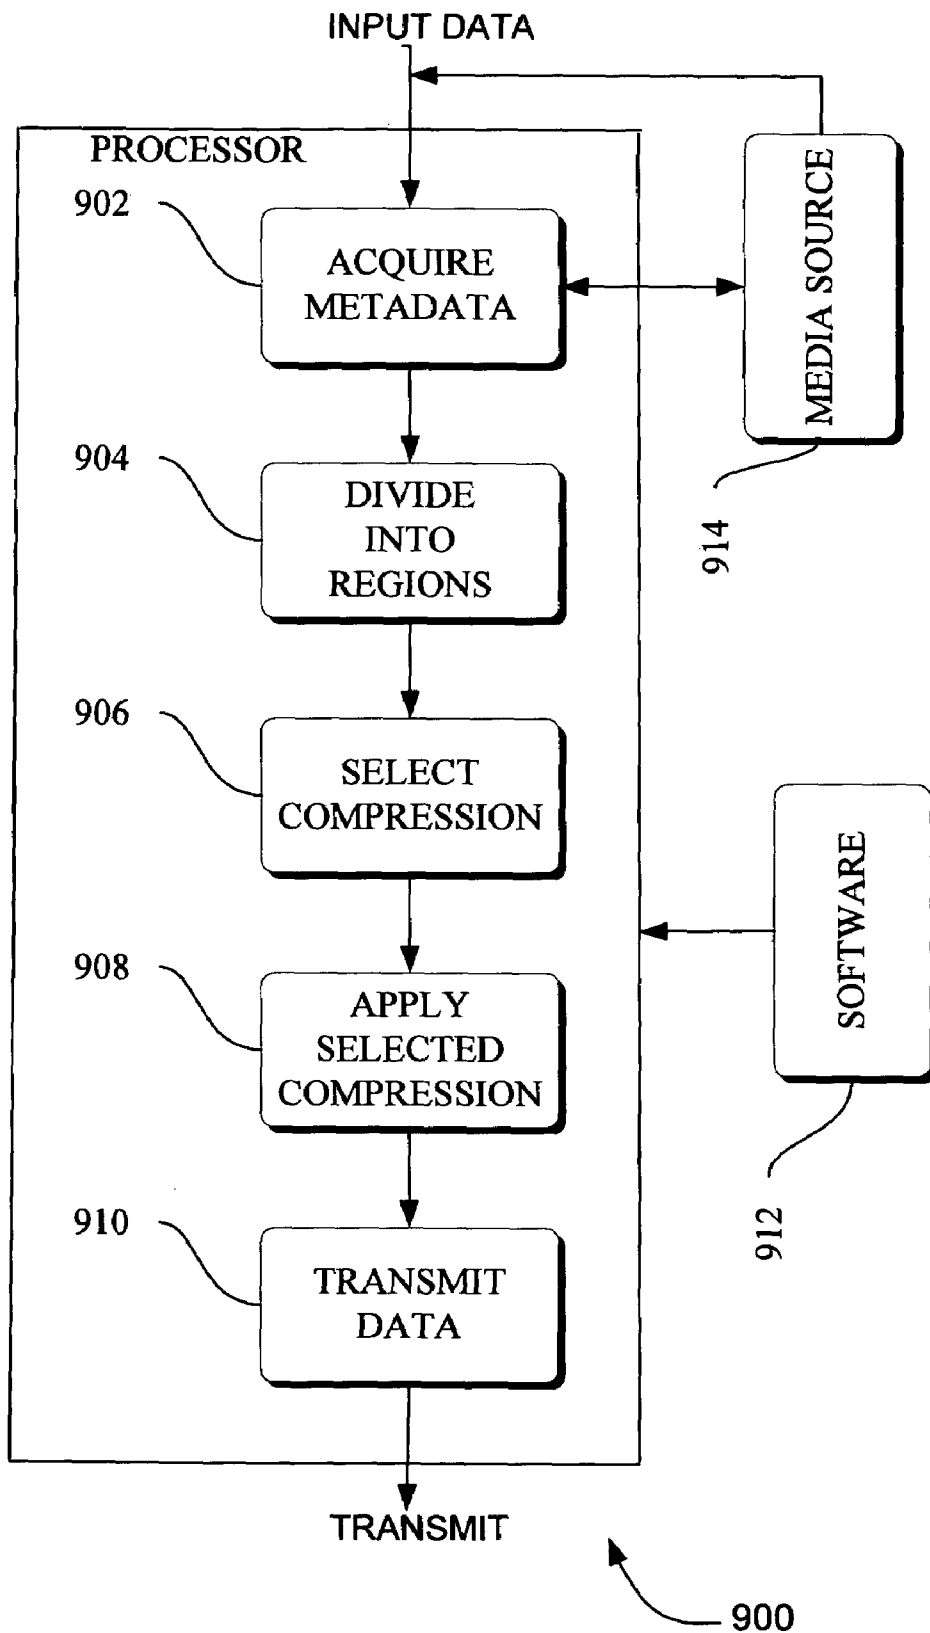 INPUT DATA
PROCESSOR
902
ACQUIRE
METADATA
MEDIA SOURCE
914
904
DIVIDE
INTO
REGIONS
906
SELECT
COMPRESSION
SOFTWARE
912
908
APPLY
SELECTED
COMPRESSION
910
TRANSMIT
DATA
TRANSMIT
900